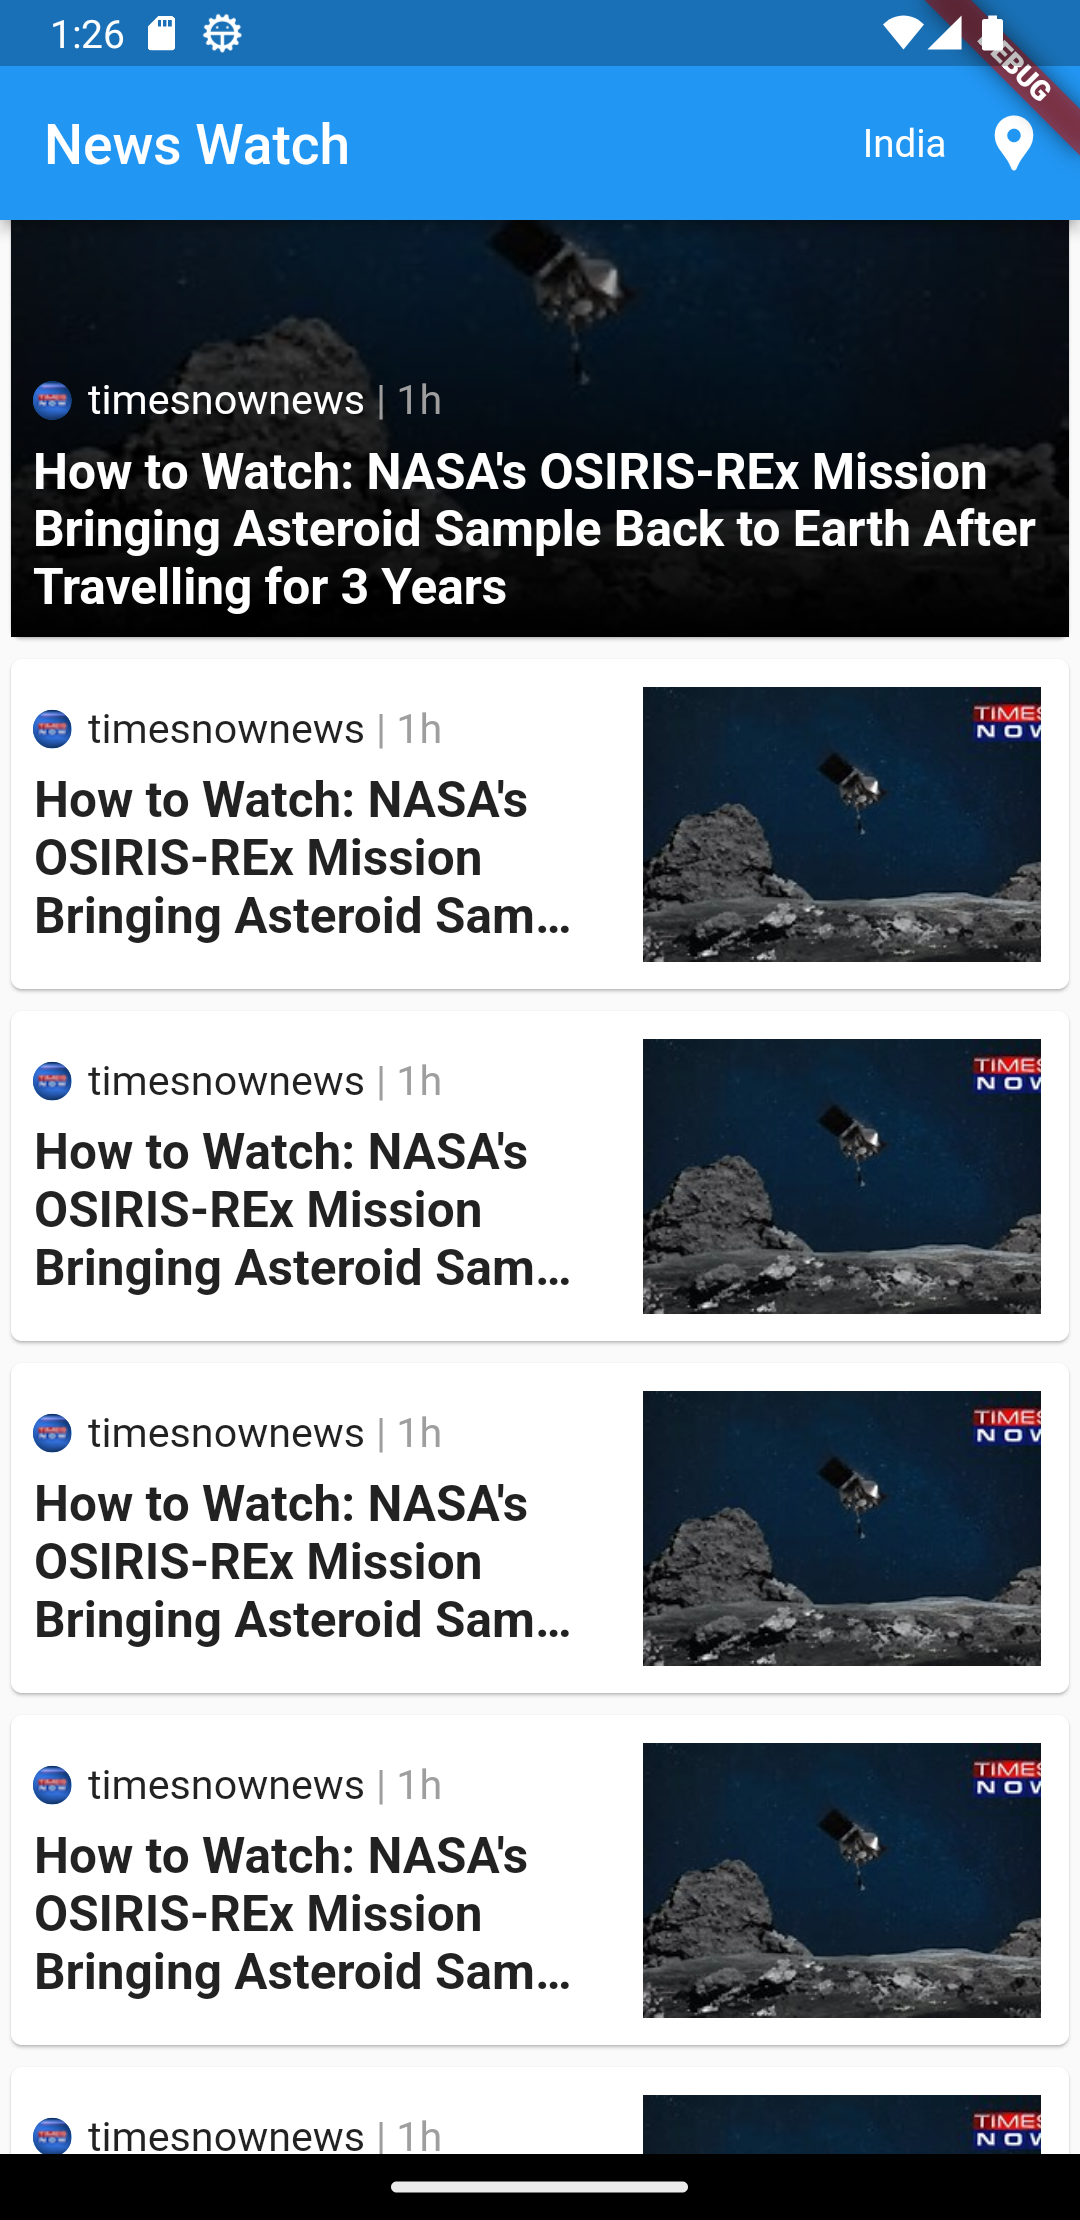 1:26
DEBUG
News Watch
India
timesnownews | 1h
How to Watch: NASA's OSIRIS-REx Mission
Bringing Asteroid Sample Back to Earth After
Travelling for 3 Years
timesnownews | 1h
TIMES
NOW
How to Watch: NASA's
OSIRIS-REx Mission
Bringing Asteroid Sam...
timesnownews | 1h
TIMES
NOW
How to Watch: NASA's
OSIRIS-REx Mission
Bringing Asteroid Sam...
timesnownews | 1h
TIMES
NOW
How to Watch: NASA's
OSIRIS-REx Mission
Bringing Asteroid Sam...
timesnownews | 1h
TIMES
NOW
How to Watch: NASA's
OSIRIS-REx Mission
Bringing Asteroid Sam...
timesnownews | 1h
TIMES
NOW